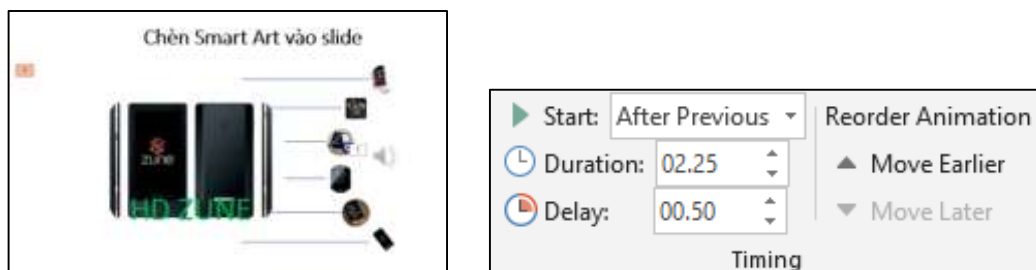 Chèn Smart Art vào slide
zune
HD ZUNE
Start: After Previous
Duration: 02.25
Delay: 00.50
Reorder Animation
Move Earlier
Move Later
Timing